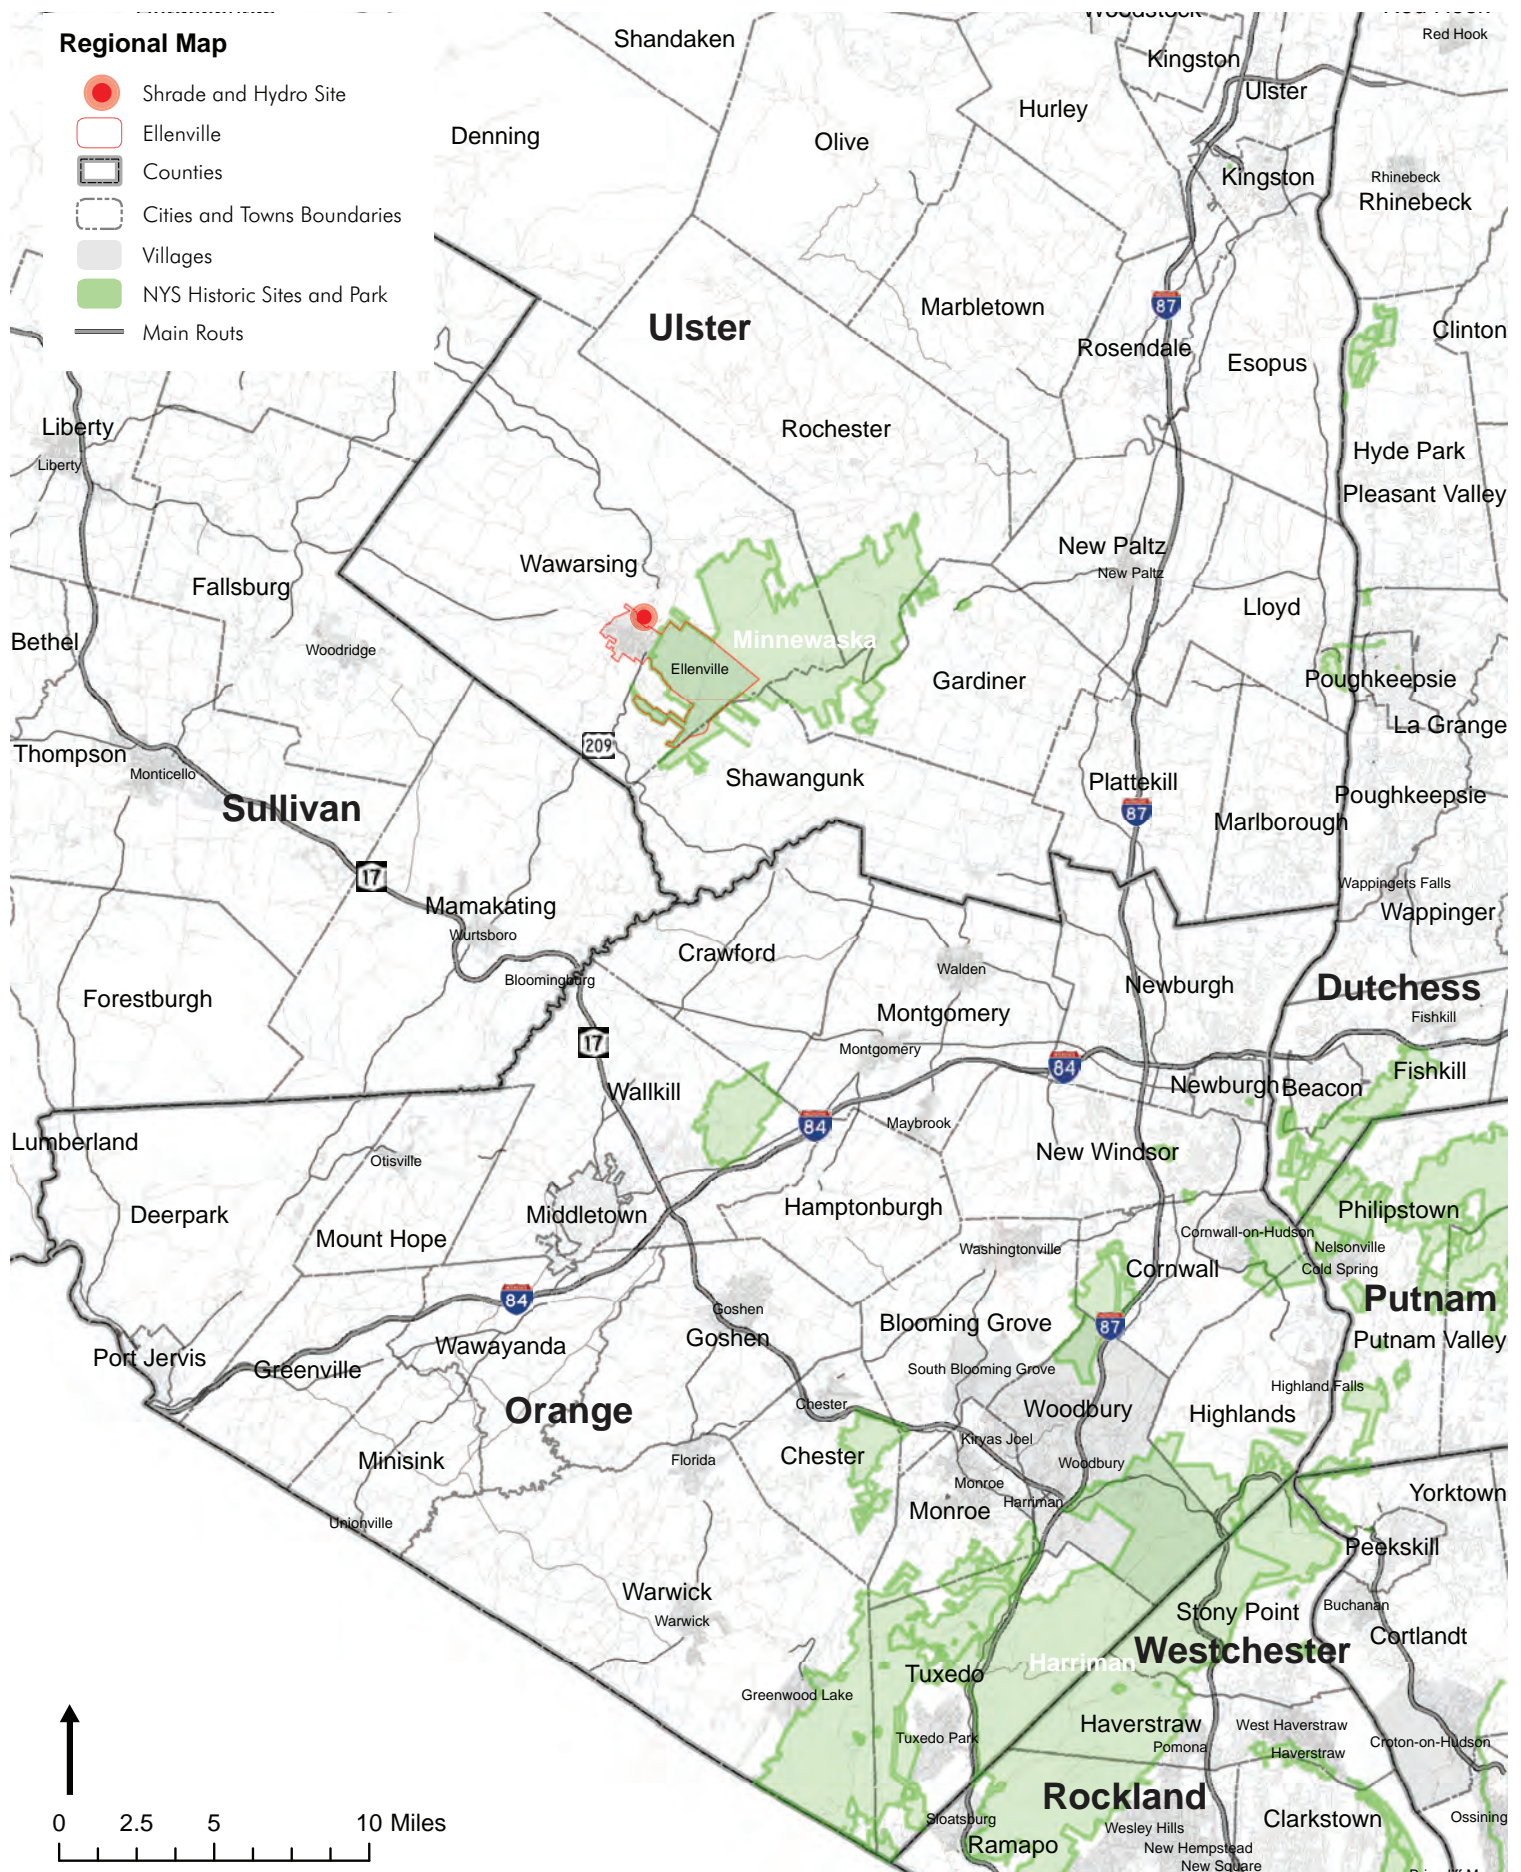 Regional Map
Shrade and Hydro Site
Ellenville
Counties
Cities and Towns Boundaries
Villages
NYS Historic Sites and Park
Main Routs
Shandaken
Woodstock
Red Hook
Red Hook
Kingston
Ulster
Hurley
Denning
Olive
Kingston
Rhinebeck
Rhinebeck
Marbletown
87
Ulster
Clinton
Rosendale
Esopus
Liberty
Liberty
Rochester
Hyde Park
Pleasant Valley
New Paltz
New Paltz
Wawarsing
Fallsburg
Lloyd
Bethel
Woodridge
Minnewaska
Ellenville
Gardiner
Poughkeepsie
La Grange
209
Thompson
Monticello
Shawangunk
Plattekill
Poughkeepsie
Sullivan
87
Marlborough
17
Wappingers Falls
Wappinger
Mamakating
Wurtsboro
Crawford
Walden
Bloomingburg
Newburgh
Dutchess
Forestburgh
Montgomery
Fishkill
17
Montgomery
84
Fishkill
Wallkill
Newburgh
Beacon
84
Maybrook
Lumberland
Otisville
New Windsor
Deerpark
Middletown
Hamptonburgh
Philipstown
Mount Hope
Cornwall-on-Hudson
Nelsonville
Washingtonville
Cornwall
Cold Spring
84
Goshen
Putnam
Blooming Grove
87
Goshen
Putnam Valley
Wawayanda
Port Jervis
Greenville
South Blooming Grove
Highland Falls
Orange
Chester
Woodbury
Highlands
Kiryas Joel
Minisink
Florida
Chester
Woodbury
Monroe
Yorktown
Harriman
Monroe
Unionville
Peekskill
Warwick
Warwick
Stony Point
Buchanan
Cortlandt
Westchester
Harriman
Tuxedo
Greenwood Lake
Haverstraw
West Haverstraw
Tuxedo Park
Pomona
Haverstraw
Croton-on-Hudson
Rockland
Sloatsburg
Clarkstown
Ossining
Wesley Hills
Ramapo
New Hempstead
New Square
0 2.5 5 10 Miles